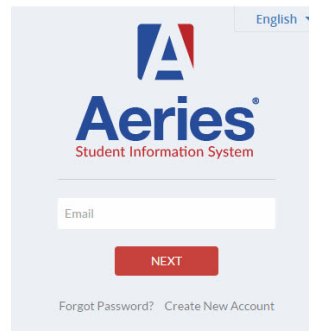 English
Aeries®
Student Information System
Email
NEXT
Forgot Password? Create New Account